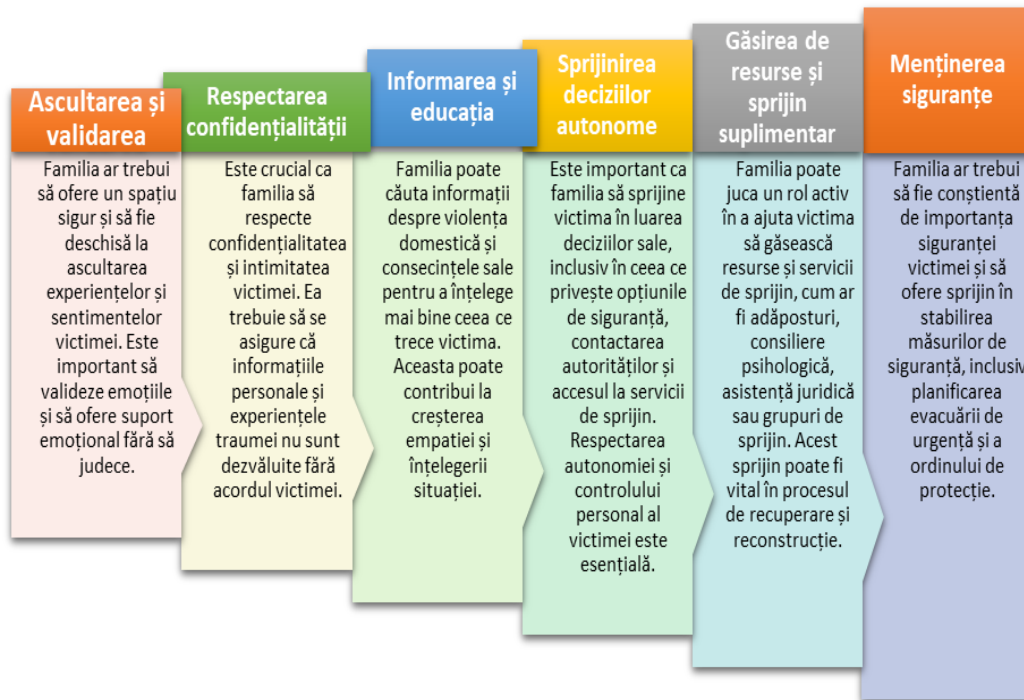 Ascultarea și
validarea
Familia ar trebui
să ofere un spațiu
sigur și să fie
deschisă la
ascultarea
experiențelor și
sentimentelor
victimei. Este
important să
valideze emoțiile
și să ofere suport
emoțional fără să
judece.
Respectarea
confidențialității
Este crucial ca
familia să
respecte
confidențialitatea
și intimitatea
victimei. Ea
trebuie să se
asigure că
informațiile
personale și
experiențele
traumei nu sunt
dezvăluite fără
acordul victimei.
Informarea și
educația
Familia poate
căuta informații
despre violența
domestică și
consecințele sale
pentru a înțelege
mai bine ceea ce
trece victima.
Aceasta poate
contribui la
creșterea
empatiei și
înțelegerii
situației.
Sprijinirea
deciziilor
autonome
Este important ca
familia să sprijine
victima în luarea
deciziilor sale,
inclusiv în ceea ce
privește opțiunile
de siguranță,
contactarea
autorităților și
accesul la servicii
de sprijin.
Respectarea
autonomiei și
controlului
personal al
victimei este
esențială.
Găsirea de
resurse și
sprijin
suplimentar
Familia poate
juca un rol activ
în a ajuta victima
să găsească
resurse și servicii
de sprijin, cum ar
fi adăposturi,
consiliere
psihologică,
asistență juridică
sau grupuri de
sprijin. Acest
sprijin poate fi
vital în procesul
de recuperare și
reconstrucție.
Menținerea
siguranțe
Familia ar trebui
să fie conștientă
de importanța
siguranței
victimei și să
ofere sprijin în
stabilirea
măsurilor de
siguranță, inclusiv
planificarea
evacuării de
urgență și a
ordinului de
protecție.